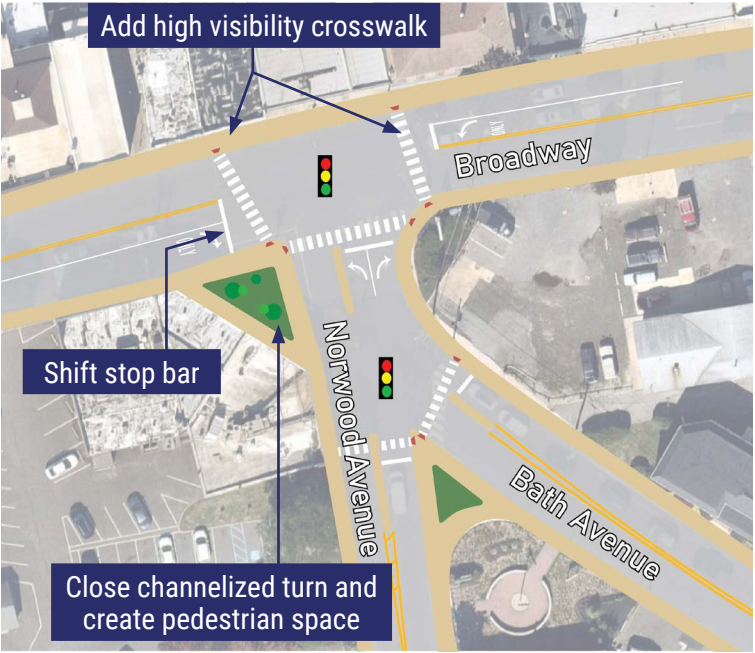 Add high visibility crosswalk
ONLY
Broadway
Shift stop bar
Norwood Avenue
Bath Avenue
Close channelized turn and
create pedestrian space